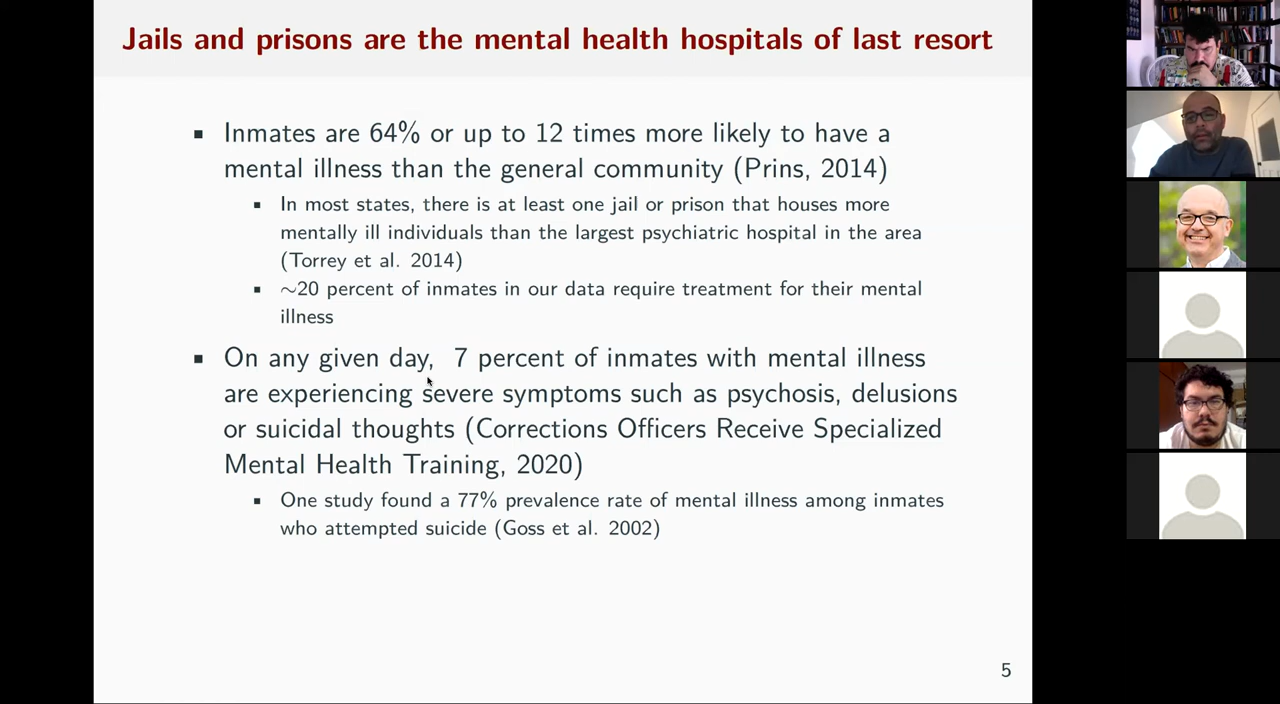 Jails and prisons are the mental health hospitals of last resort
Inmates are 64% or up to 12 times more likely to have a
mental illness than the general community (Prins, 2014)
In most states, there is at least one jail or prison that houses more
mentally ill individuals than the largest psychiatric hospital in the area
(Torrey et al. 2014)
~20 percent of inmates in our data require treatment for their mental
illness
On any given day, 7 percent of inmates with mental illness
are experiencing severe symptoms such as psychosis, delusions
or suicidal thoughts (Corrections Officers Receive Specialized
Mental Health Training, 2020)
One study found a 77% prevalence rate of mental illness among inmates
who attempted suicide (Goss et al. 2002)
5